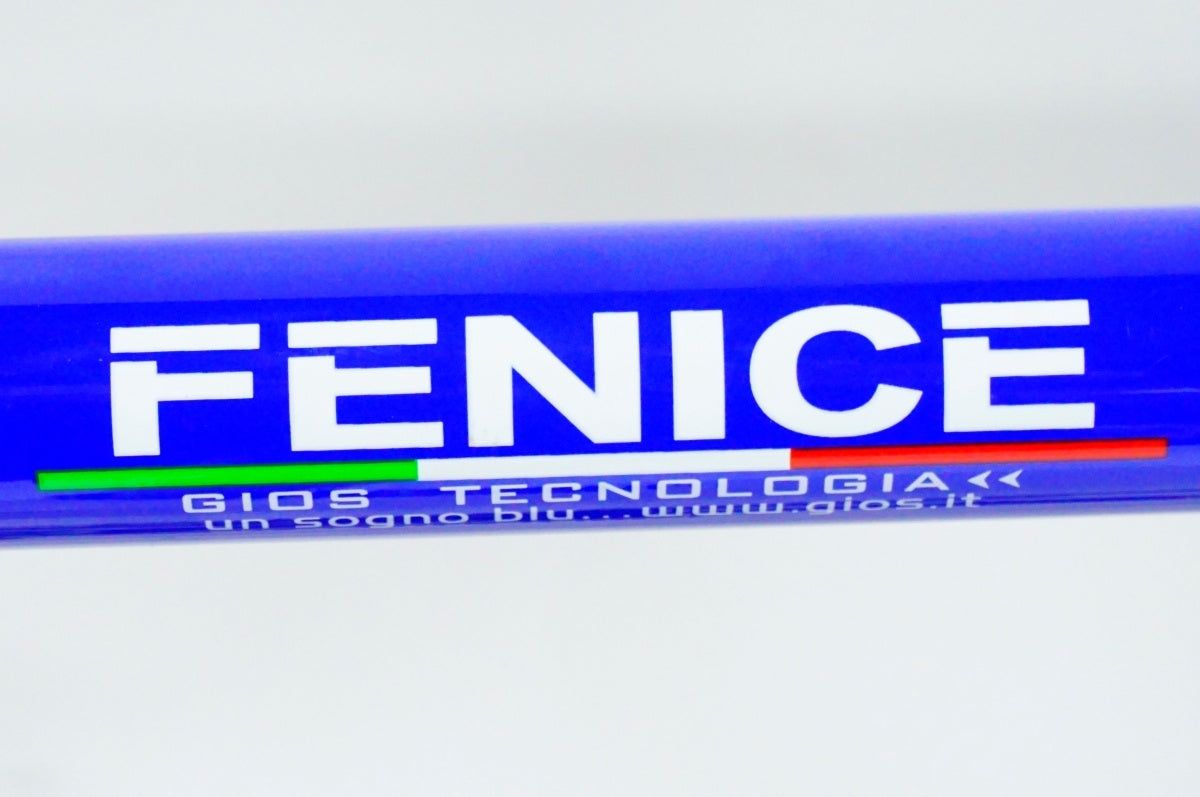 FENICE
GIOS TECNOLOGIA<<
un sogno blu...www.gios.it